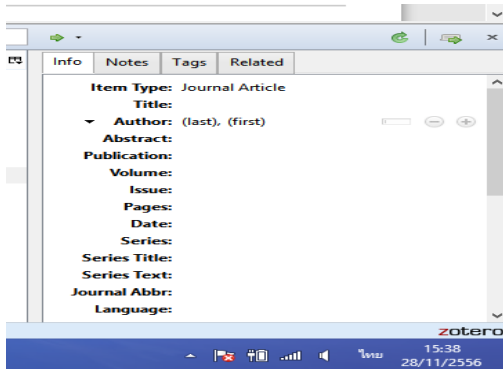 Info Notes Tags Related
Item Type: Journal Article
Title:
Author: (last), (first)
Abstract:
Publication:
Volume:
Issue:
Pages:
Date:
Series:
Series Title:
Series Text:
Journal Abbr:
Language:
zotero
ไทย 15:38
28/11/2556